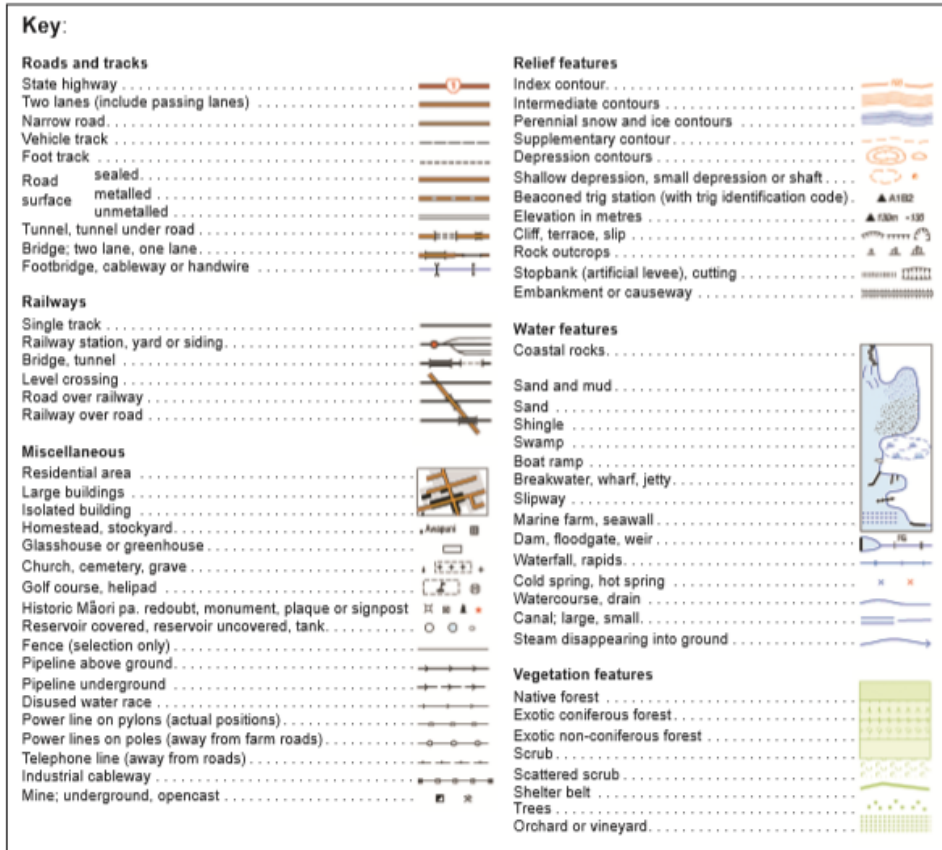 Key:
Roads and tracks
State highway
Two lanes (include passing lanes)
Narrow road
Vehicle track
Foot track
Road surface
sealed
metalled
unmetalled
Tunnel, tunnel under road
Bridge; two lane, one lane
Footbridge, cableway or handwire
Railways
Single track
Railway station, yard or siding
Bridge, tunnel
Level crossing
Road over railway
Railway over road
Miscellaneous
Residential area
Large buildings
Isolated building
Homestead, stockyard
Glasshouse or greenhouse
Church, cemetery, grave
Golf course, helipad
Historic Māori pa. redoubt, monument, plaque or signpost
Reservoir covered, reservoir uncovered, tank
Fence (selection only)
Pipeline above ground
Pipeline underground
Disused water race
Power line on pylons (actual positions)
Power lines on poles (away from farm roads)
Telephone line (away from roads)
Industrial cableway
Mine; underground, opencast
Relief features
Index contour
Intermediate contours
Perennial snow and ice contours
Supplementary contour
Depression contours
Shallow depression, small depression or shaft
Beaconed trig station (with trig identification code) A1B2
Elevation in metres
Cliff, terrace, slip
Rock outcrops
Stopbank (artificial levee), cutting
Embankment or causeway
Water features
Coastal rocks
Sand and mud
Sand
Shingle
Swamp
Boat ramp
Breakwater, wharf, jetty
Slipway
Marine farm, seawall
Dam, floodgate, weir
Waterfall, rapids
Cold spring, hot spring
Watercourse, drain
Canal; large, small
Steam disappearing into ground
Vegetation features
Native forest
Exotic coniferous forest
Exotic non-coniferous forest
Scrub
Scattered scrub
Shelter belt
Trees
Orchard or vineyard